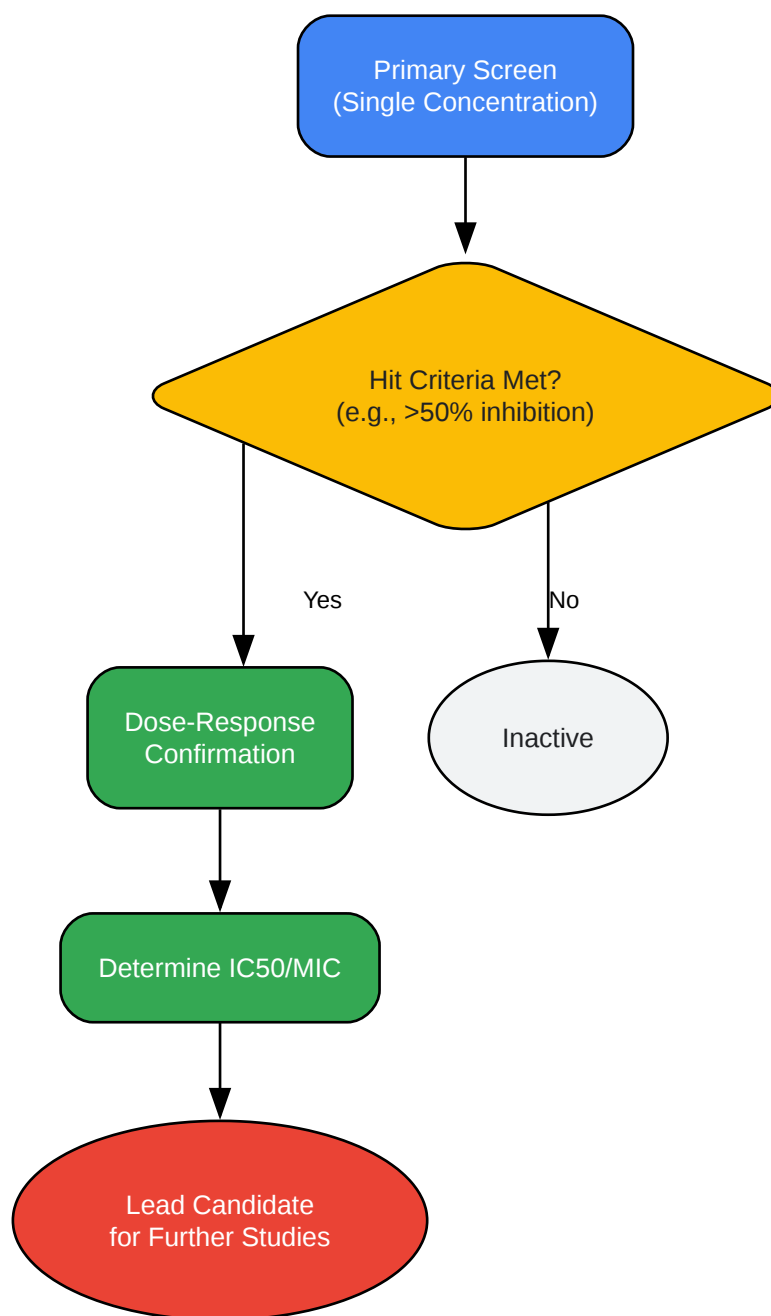 Primary Screen
(Single Concentration)
Hit Criteria Met?
(e.g., >50% inhibition)
Yes
No
Dose-Response
Confirmation
Inactive
Determine IC50/MIC
Lead Candidate
for Further Studies